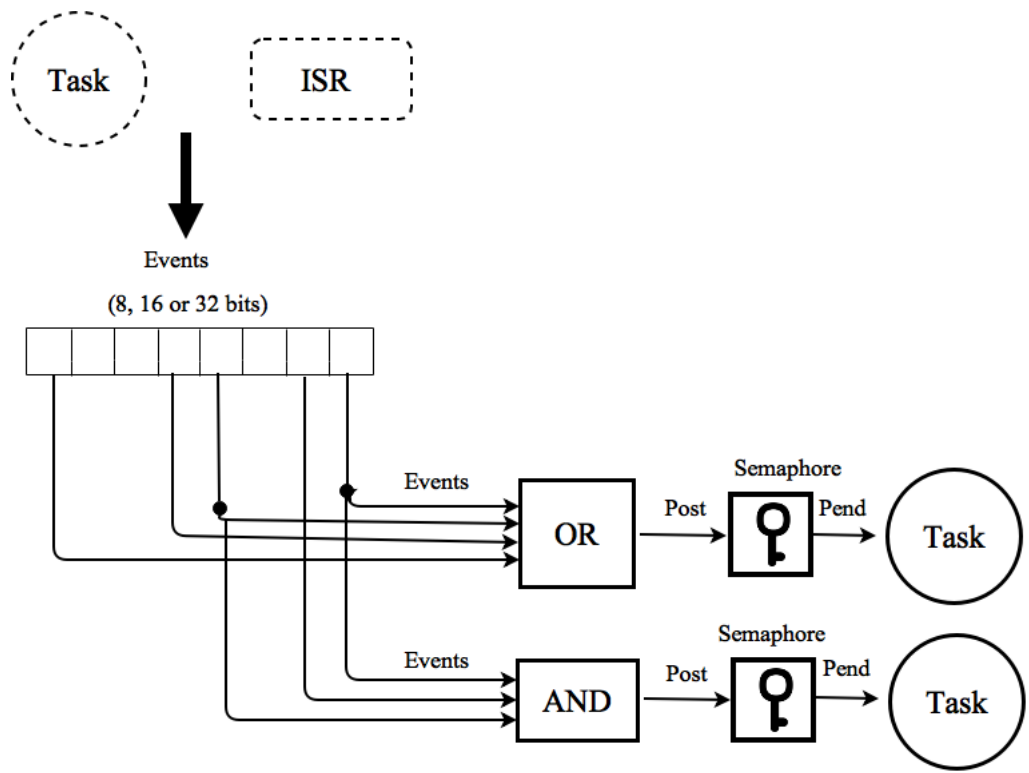 Task
ISR
Events
(8, 16 or 32 bits)
Events
OR
Post
Semaphore
Pend
Task
Events
AND
Post
Semaphore
Pend
Task